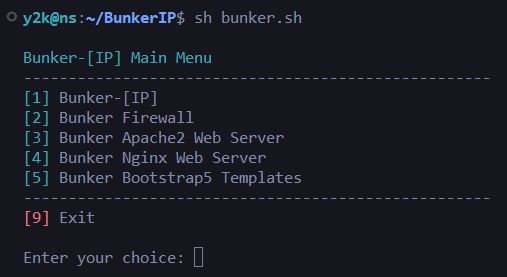 y2k@ns:~/BunkerIP$ sh bunker.sh
Bunker-[IP] Main Menu
---------------------------------------------------
[1] Bunker-[IP]
[2] Bunker Firewall
[3] Bunker Apache2 Web Server
[4] Bunker Nginx Web Server
[5] Bunker Bootstrap5 Templates
---------------------------------------------------
[9] Exit
Enter your choice: